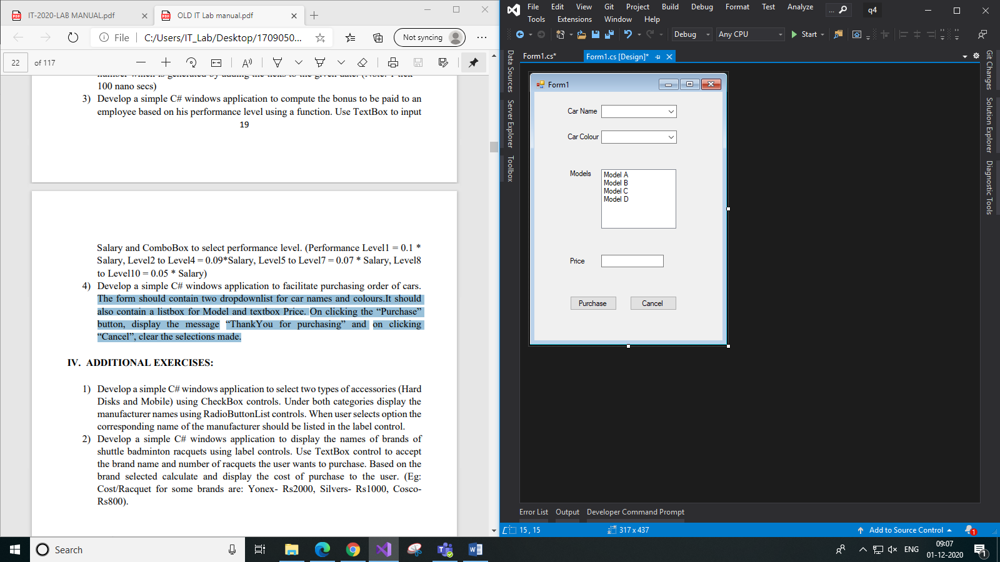 IT-2020-LAB MANUAL.pdf
OLD IT Lab manual.pdf
File
C:/Users/IT_Lab/Desktop/1709050...
Not syncing
22
of 117
number which is generated by adding the ticks to the given date. (Note: 1 tick
100 nano secs)
3) Develop a simple C# windows application to compute the bonus to be paid to an
employee based on his performance level using a function. Use TextBox to input
19
Salary and ComboBox to select performance level. (Performance Level1 = 0.1 *
Salary, Level2 to Level4 = 0.09*Salary, Level5 to Level7 = 0.07 * Salary, Level8
to Level10 = 0.05 * Salary)
4) Develop a simple C# windows application to facilitate purchasing order of cars.
The form should contain two dropdownlist for car names and colours.It should
also contain a listbox for Model and textbox Price. On clicking the “Purchase”
button, display the message “ThankYou for purchasing” and on clicking
“Cancel”, clear the selections made.
IV. ADDITIONAL EXERCISES:
1) Develop a simple C# windows application to select two types of accessories (Hard
Disks and Mobile) using CheckBox controls. Under both categories display the
manufacturer names using RadioButtonList controls. When user selects option the
corresponding name of the manufacturer should be listed in the label control.
2) Develop a simple C# windows application to display the names of brands of
shuttle badminton racquets using label controls. Use TextBox control to accept
the brand name and number of racquets the user wants to purchase. Based on the
brand selected calculate and display the cost of purchase to the user. (Eg:
Cost/Racquet for some brands are: Yonex- Rs2000, Silvers- Rs1000, Cosco-
Rs800).
File Edit View Git Project Build Debug Format Test Analyze
Tools Extensions Window Help
... q4
Debug Any CPU Start
Data Sources
Server Explorer
Toolbox
Form1.cs*
Form1.cs [Design]*
Form1
Car Name
Car Colour
Models
Model A
Model B
Model C
Model D
Price
Purchase
Cancel
Git Changes
Solution Explorer
Diagnostic Tools
Error List Output Developer Command Prompt
15 , 15
317 x 437
Add to Source Control
1
Search
ENG
09:07
01-12-2020
1